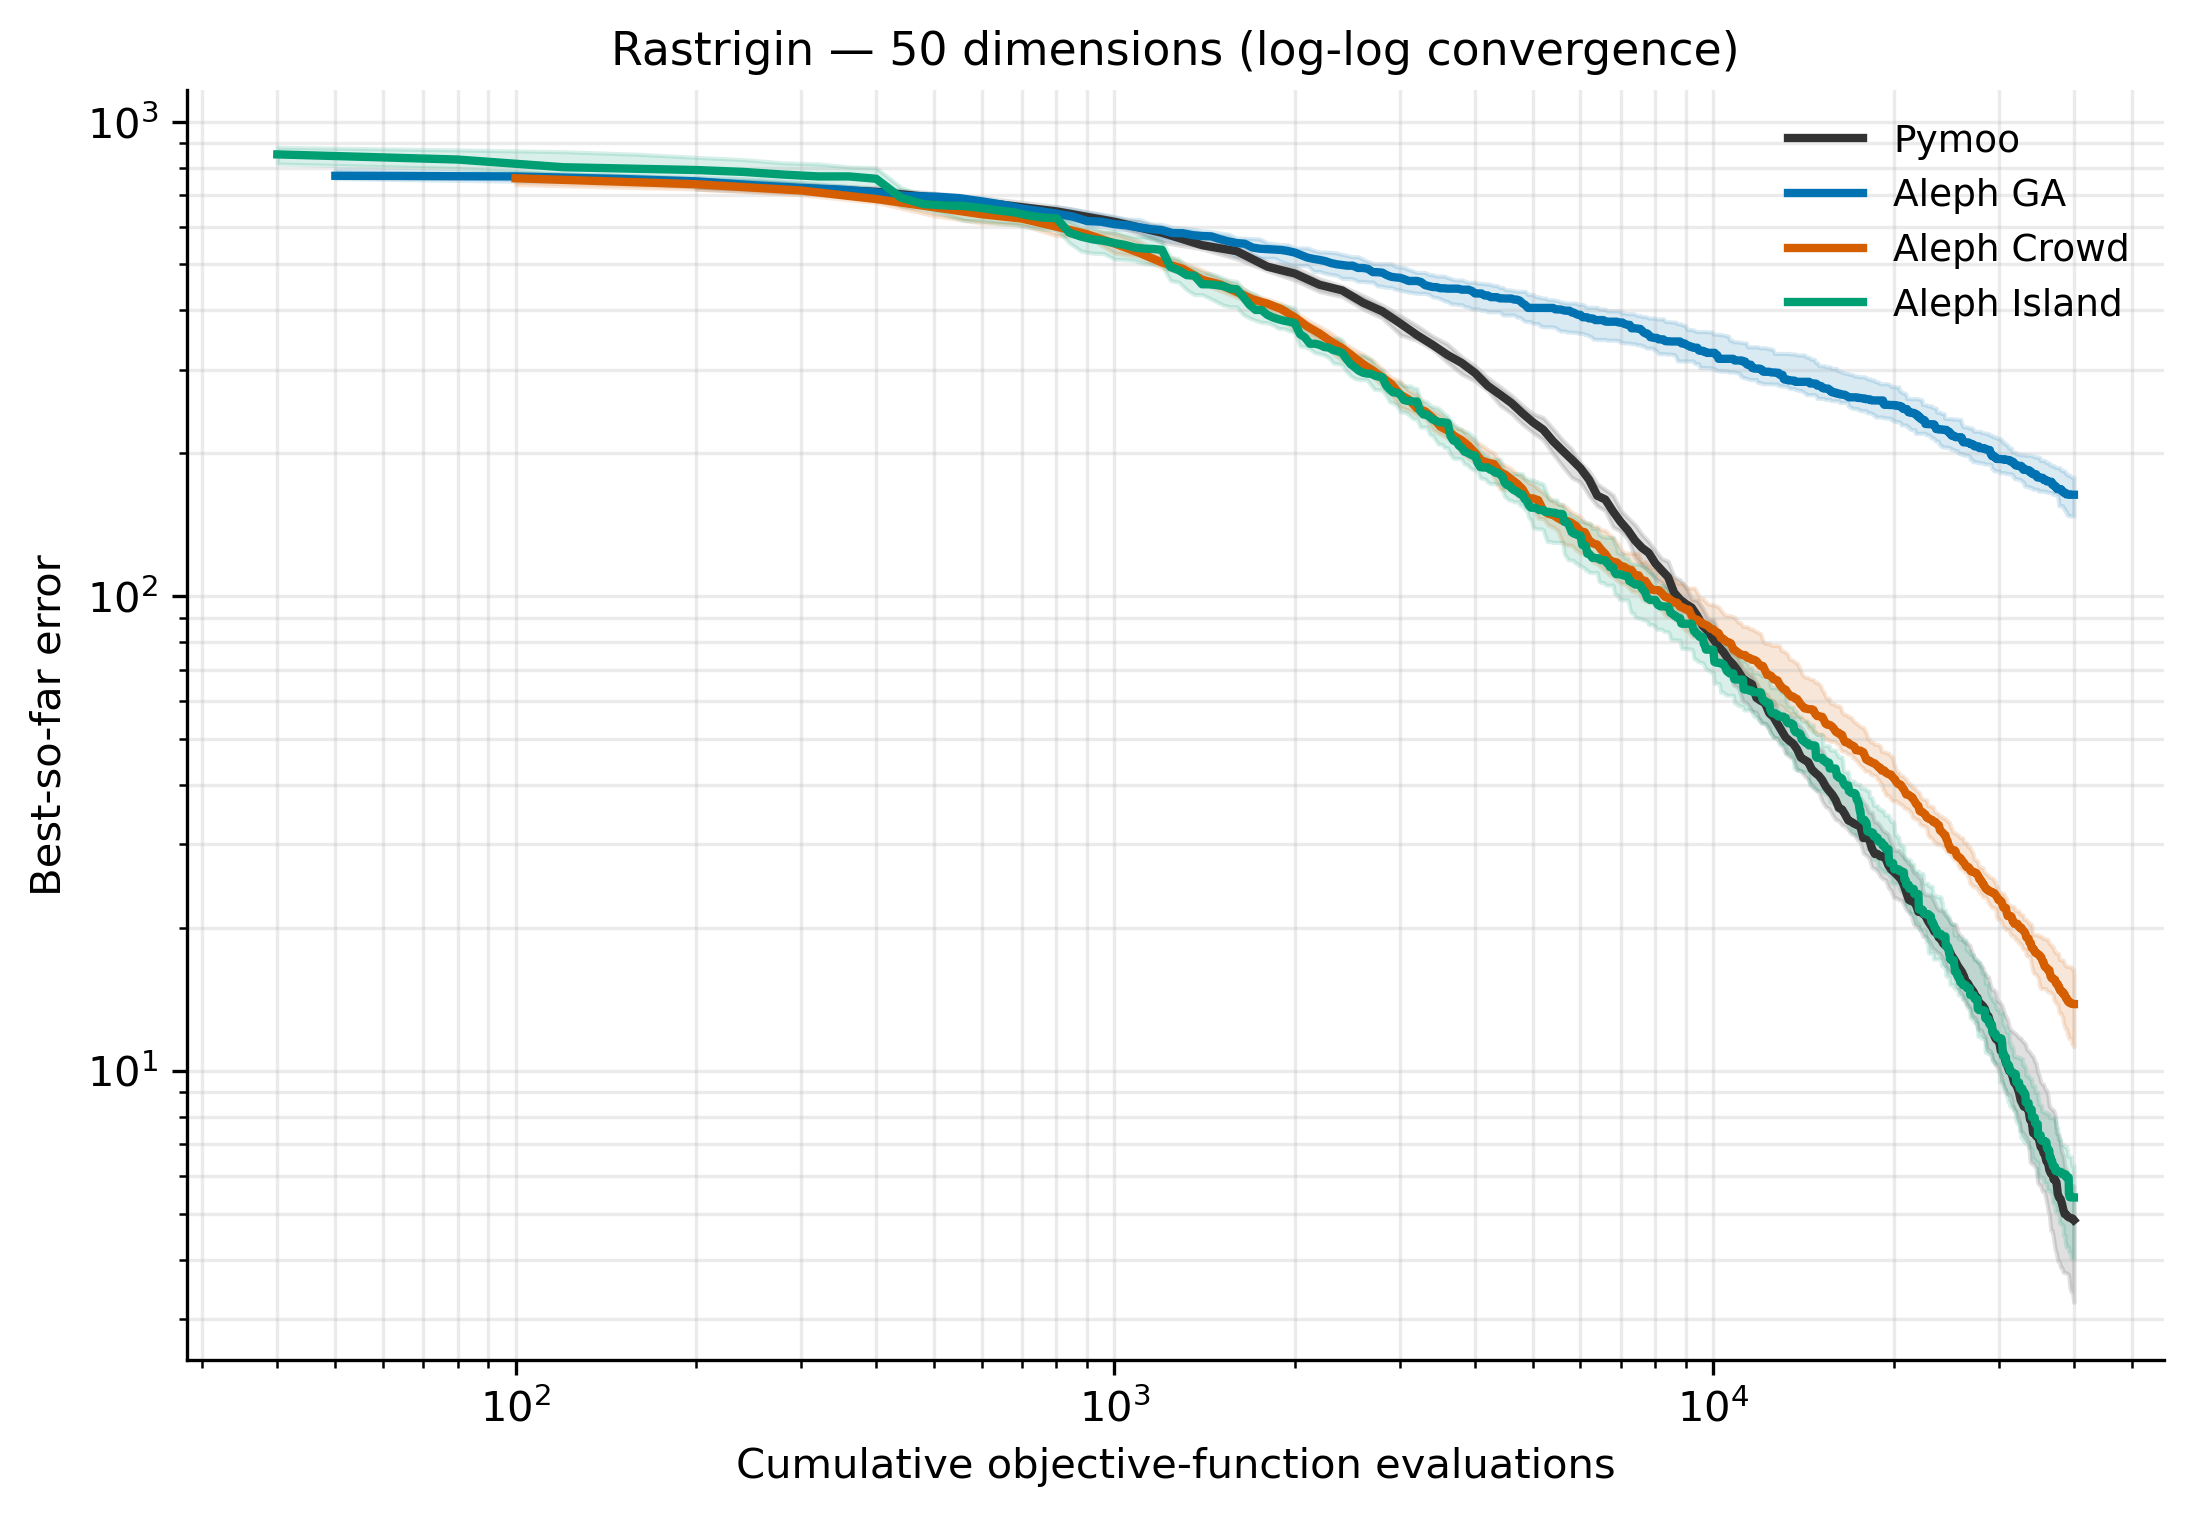 Rastrigin — 50 dimensions (log-log convergence)
10³
10²
10¹
Best-so-far error
Pymoo
Aleph GA
Aleph Crowd
Aleph Island
10² 10³ 10⁴
Cumulative objective-function evaluations